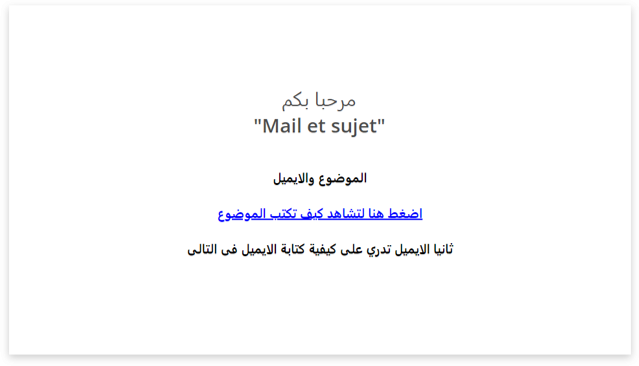 مرحبا بكم
"Mail et sujet"
الموضوع والايميل
اضغط هنا لتشاهد كيف تكتب الموضوع
ثانيا الايميل تدري على كيفية كتابة الايميل فى التالى